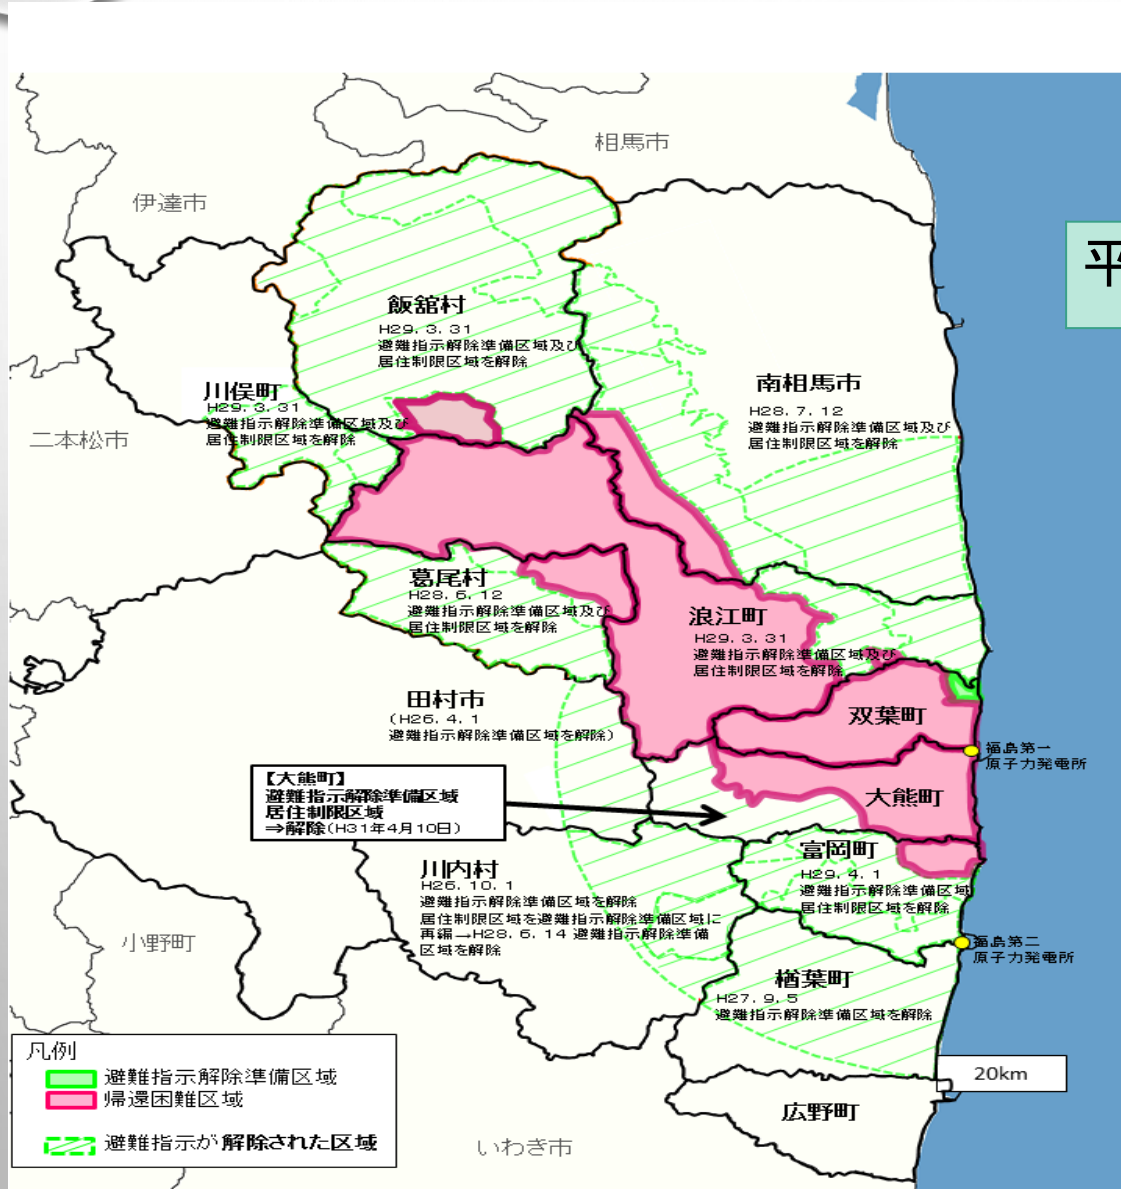 相馬市
伊達市
平
飯舘村
H29.3.31
避難指示解除準備区域及び
居住制限区域を解除
川俣町
H29.3.31
避難指示解除準備区域及び
居住制限区域を解除
南相馬市
H28.7.12
避難指示解除準備区域及び
居住制限区域を解除
二本松市
葛尾村
H28.6.12
避難指示解除準備区域及び
居住制限区域を解除
浪江町
H29.3.31
避難指示解除準備区域及び
居住制限区域を解除
田村市
(H26.4.1
避難指示解除準備区域を解除)
双葉町
福島第一
原子力発電所
【大熊町】
避難指示解除準備区域
居住制限区域
⇒解除(H31年4月10日)
大熊町
富岡町
H29.4.1
避難指示解除準備区域
居住制限区域を解除
川内村
H26.10.1
避難指示解除準備区域を解除
居住制限区域を避難指示解除準備区域に
再編→H28.6.14 避難指示解除準備
区域を解除
小野町
福島第二
原子力発電所
楢葉町
H27.9.5
避難指示解除準備区域を解除
凡例
避難指示解除準備区域
帰還困難区域
避難指示が解除された区域
20km
広野町
いわき市